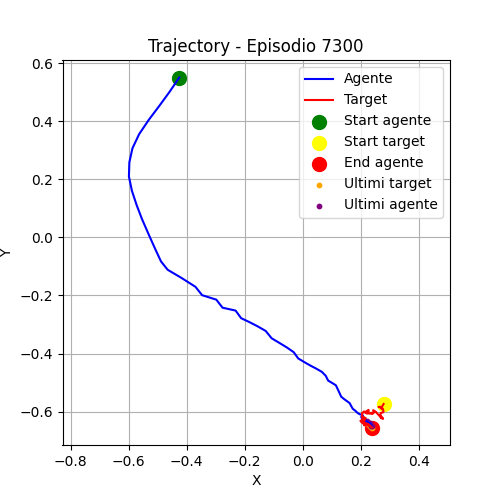 Trajectory - Episodio 7300
Agente
Target
Start agente
Start target
End agente
Ultimi target
Ultimi agente
0.6
0.4
0.2
0.0
−0.2
−0.4
−0.6
Y
−0.8
−0.6
−0.4
−0.2
0.0
0.2
0.4
X